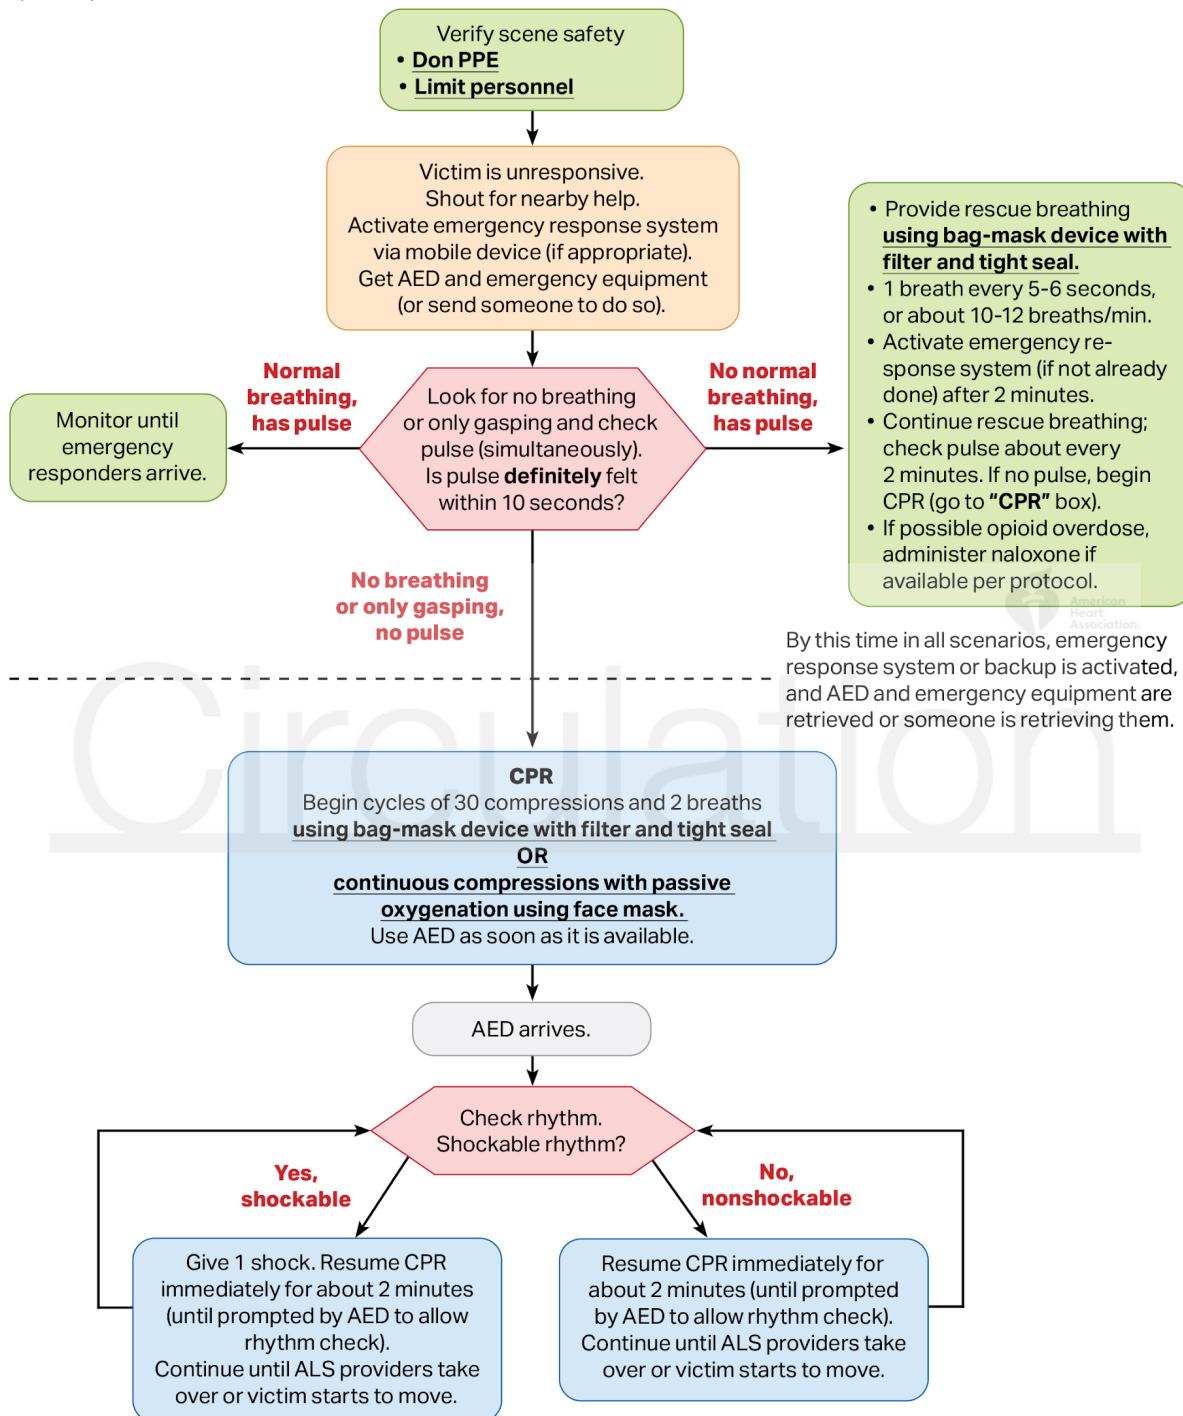 Verify scene safety
• Don PPE
• Limit personnel
Victim is unresponsive.
Shout for nearby help.
Activate emergency response system
via mobile device (if appropriate).
Get AED and emergency equipment
(or send someone to do so).
Normal
breathing,
has pulse
Look for no breathing
or only gasping and check
pulse (simultaneously).
Is pulse definitely felt
within 10 seconds?
No normal
breathing,
has pulse
Monitor until
emergency
responders arrive.
• Provide rescue breathing
using bag-mask device with
filter and tight seal.
• 1 breath every 5-6 seconds,
or about 10-12 breaths/min.
• Activate emergency re-
sponse system (if not already
done) after 2 minutes.
• Continue rescue breathing;
check pulse about every
2 minutes. If no pulse, begin
CPR (go to “CPR” box).
• If possible opioid overdose,
administer naloxone if
available per protocol.
American
Heart
Association.
No breathing
or only gasping,
no pulse
By this time in all scenarios, emergency
response system or backup is activated,
and AED and emergency equipment are
retrieved or someone is retrieving them.
Circulation
CPR
Begin cycles of 30 compressions and 2 breaths
using bag-mask device with filter and tight seal
OR
continuous compressions with passive
oxygenation using face mask.
Use AED as soon as it is available.
AED arrives.
Check rhythm.
Shockable rhythm?
Yes,
shockable
No,
nonshockable
Give 1 shock. Resume CPR
immediately for about 2 minutes
(until prompted by AED to allow
rhythm check).
Continue until ALS providers take
over or victim starts to move.
Resume CPR immediately for
about 2 minutes (until prompted
by AED to allow rhythm check).
Continue until ALS providers take
over or victim starts to move.